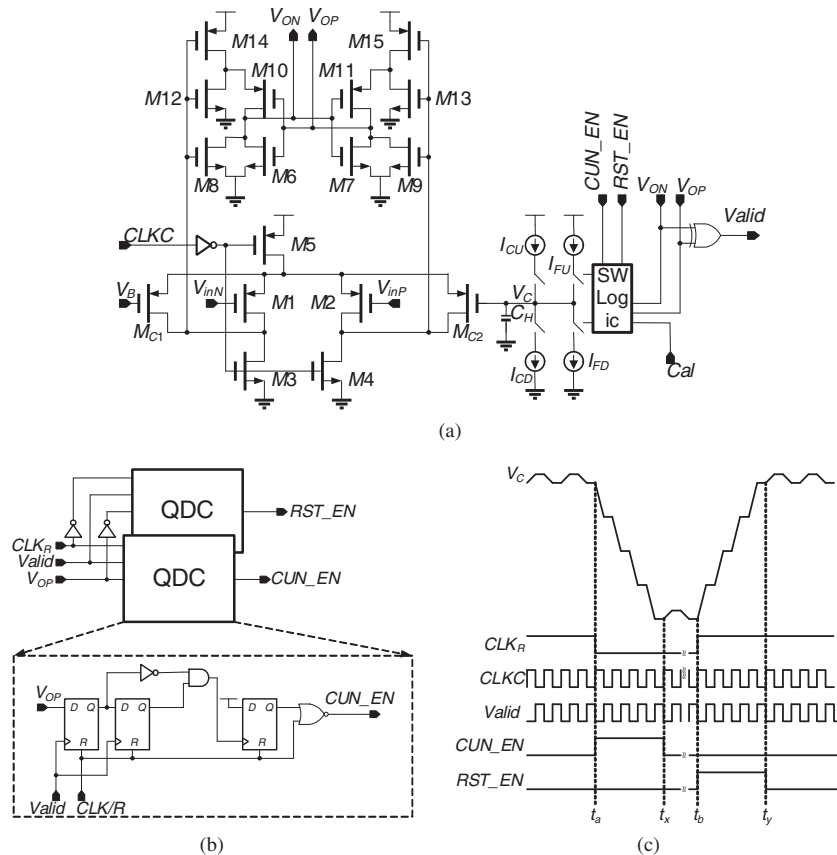 V_ON V_OP
M14 M15
M10 M11
M12 M13
M8 M6 M7 M9
CUN_EN RST_EN V_ON V_OP
Valid
CLKC
M5
I_CU I_FU
SW Log ic
V_B V_inN M1 M2 V_inP
V_C
C_H
M_C1 M_C2
M3 M4
I_CD I_FD
Cal
(a)
QDC
RST_EN
CLK_R
Valid
V_OP
QDC
CUN_EN
V_OP
D Q D Q D Q
R R R
CUN_EN
Valid CLK/R
(b)
V_C
CLK_R
CLKC
Valid
CUN_EN
RST_EN
t_a t_x t_b t_y
(c)